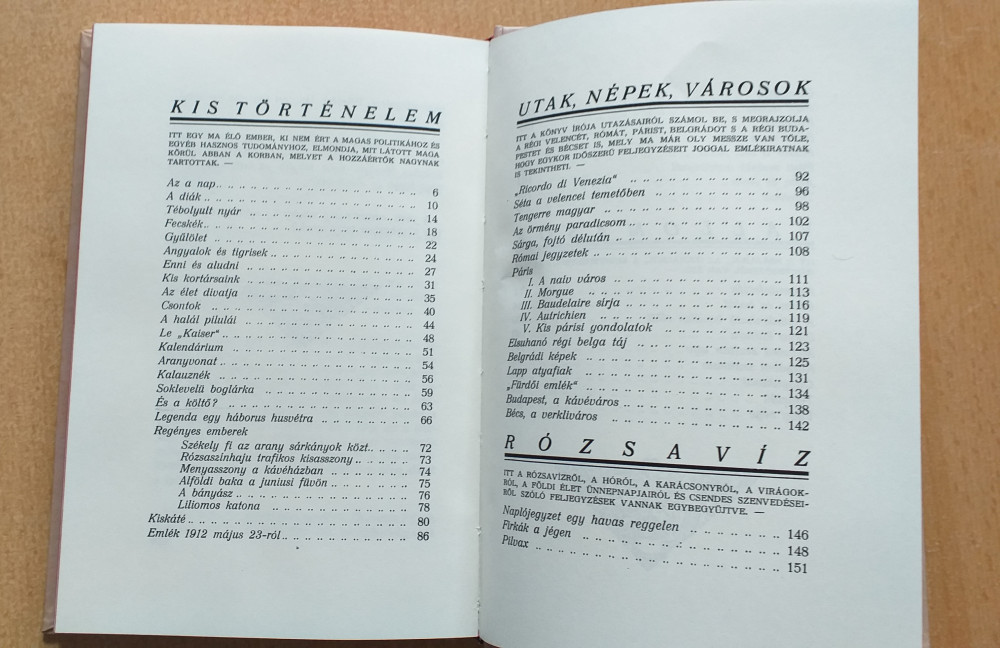 KIS TÖRTÉNELEM
ITT EGY MA ÉLŐ EMBER, KI NEM ÉRT A MAGAS POLITIKÁHOZ ÉS
EGYÉB HASZNOS TUDOMÁNYHOZ, ELMONDJA, MIT LÁTOTT MAGA
KÖRÜL ABBAN A KORBAN, MELYET A HOZZÁÉRTŐK NAGYNAK
TARTOTTAK. —
Az a nap 6
A diák 10
Tébolyult nyár 14
Fecskék 18
Gyűlölet 22
Angyalok és tigrisek 24
Enni és aludni 27
Kis kortársaink 31
Az élet divatja 35
Csontok 40
A halál pilulái 44
Le „Kaiser" 48
Kalendárium 51
Aranyvonat 54
Kalauznék 56
Soklevelű boglárka 59
És a költő? 63
Legenda egy háborus husvétra 66
Regényes emberek
Székely fi az arany sárkányok közt 72
Rózsaszínhaju trafikos kisasszony 73
Menyasszony a kávéházban 74
Alföldi baka a juniusi füvön 75
A bányász 76
Liliomos katona 78
Kiskáté 80
Emlék 1912 május 23-ról 86
UTAK, NÉPEK, VÁROSOK
ITT A KÖNYV ÍRÓJA UTAZÁSAIRÓL SZÁMOL BE, S MEGRAJZOLJA
A RÉGI VELENCÉT, RÓMÁT, PÁRIST, BELGRÁDOT S A RÉGI BUDA-
PESTET ÉS BÉCSET IS, MELY MA MÁR OLY MESSZE VAN TŐLE,
HOGY EGYKOR IDŐSZERŰ FELJEGYZÉSEIT JOGGAL EMLÉKIRATNAK
IS TEKINTHETI. —
„Ricordo di Venezia" 92
Séta a velencei temetőben 96
Tengerre magyar 98
Az örmény paradicsom 102
Sárga, fojtó délután 107
Római jegyzetek 108
Páris
I. A naiv város 111
II. Morgue 113
III. Baudelaire sirja 116
IV. Autrichien 119
V. Kis párisi gondolatok 121
Elsuhanó régi belga táj 123
Belgrádi képek 125
Lapp atyafiak 131
„Fürdői emlék" 134
Budapest, a kávéváros 138
Bécs, a verkliváros 142
RÓZSAVÍZ
ITT A RÓZSAVÍZRŐL, A HÓRÓL, A KARÁCSONYRÓL, A VIRÁGOK-
RÓL, A FÖLDI ÉLET ÜNNEPNAPJAIRÓL ÉS CSENDES SZENVEDÉSEI-
RŐL SZÓLÓ FELJEGYZÉSEK VANNAK EGYBEGYŰJTVE. —
Naplójegyzet egy havas reggelen 146
Firkák a jégen 148
Pilvax 151